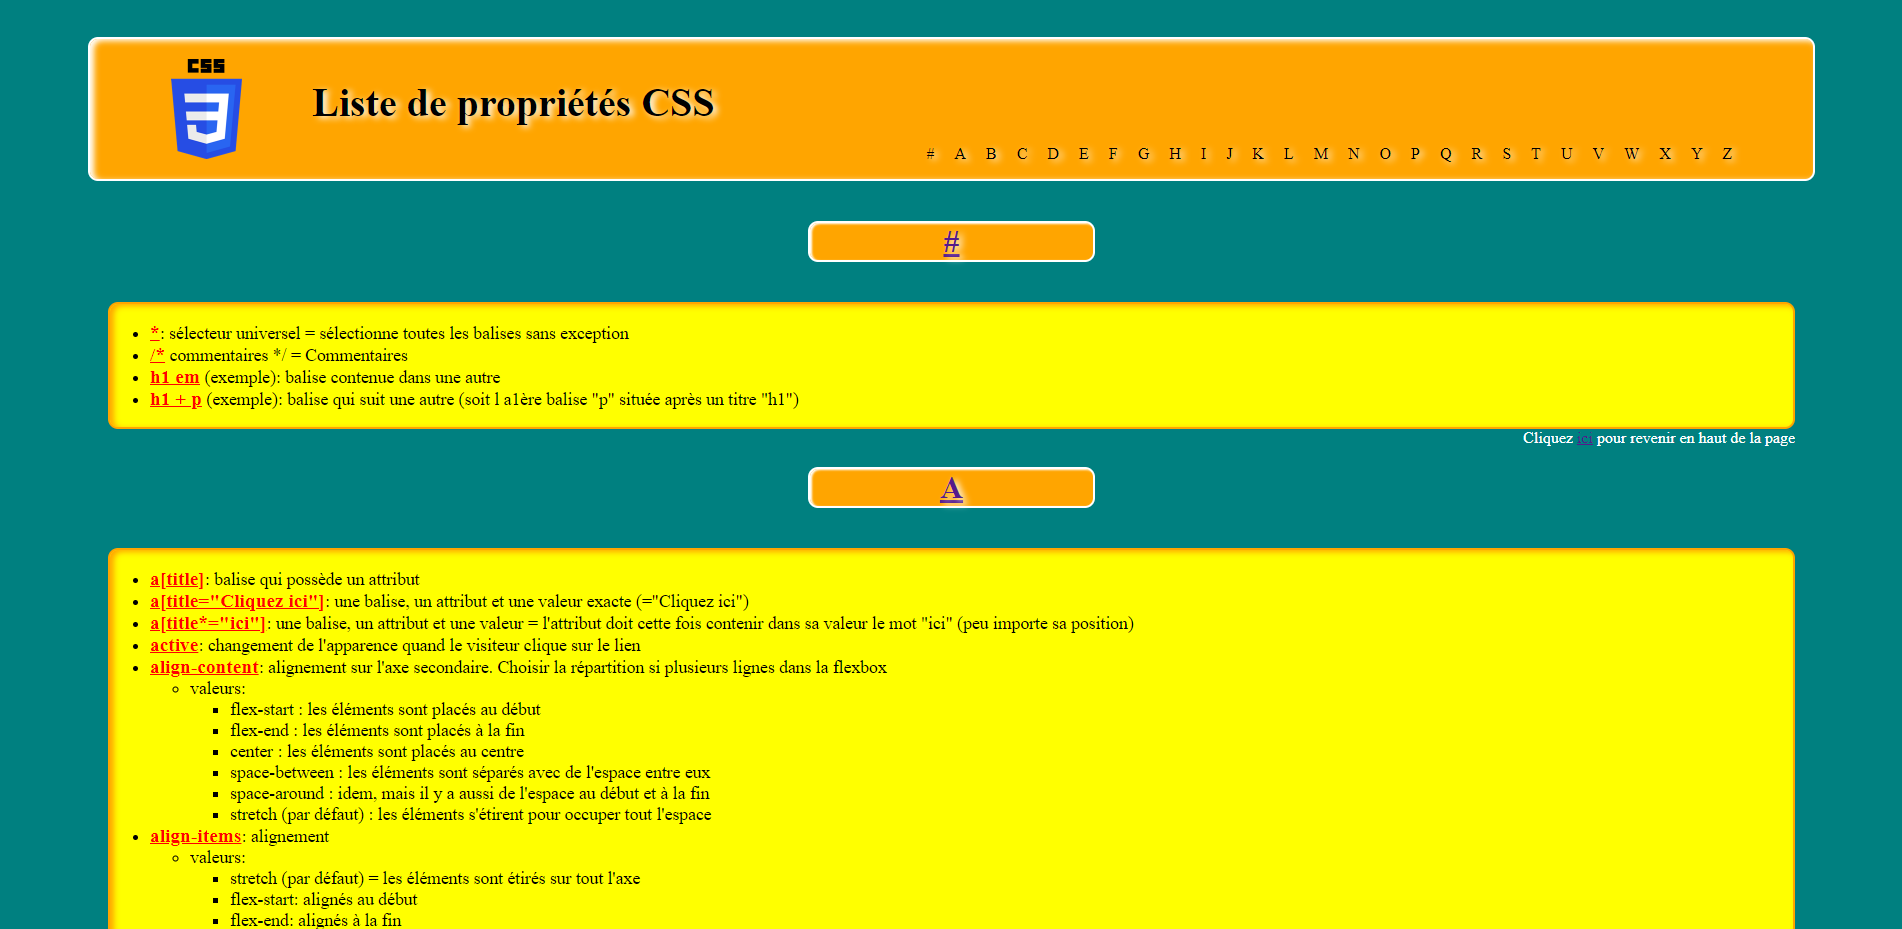 CSS
Liste de propriétés CSS
# A B C D E F G H I J K L M N O P Q R S T U V W X Y Z
#
*: sélecteur universel = sélectionne toutes les balises sans exception
/* commentaires */ = Commentaires
h1 em (exemple): balise contenue dans une autre
h1 + p (exemple): balise qui suit une autre (soit l a1ère balise "p" située après un titre "h1")
Cliquez ici pour revenir en haut de la page
A
a[title]: balise qui possède un attribut
a[title="Cliquez ici"]: une balise, un attribut et une valeur exacte (="Cliquez ici")
a[title*="ici"]: une balise, un attribut et une valeur = l'attribut doit cette fois contenir dans sa valeur le mot "ici" (peu importe sa position)
active: changement de l'apparence quand le visiteur clique sur le lien
align-content: alignement sur l'axe secondaire. Choisir la répartition si plusieurs lignes dans la flexbox
valeurs:
flex-start : les éléments sont placés au début
flex-end : les éléments sont placés à la fin
center : les éléments sont placés au centre
space-between : les éléments sont séparés avec de l'espace entre eux
space-around : idem, mais il y a aussi de l'espace au début et à la fin
stretch (par défaut) : les éléments s'étirent pour occuper tout l'espace
align-items: alignement
valeurs:
stretch (par défaut) = les éléments sont étirés sur tout l'axe
flex-start: alignés au début
flex-end: alignés à la fin